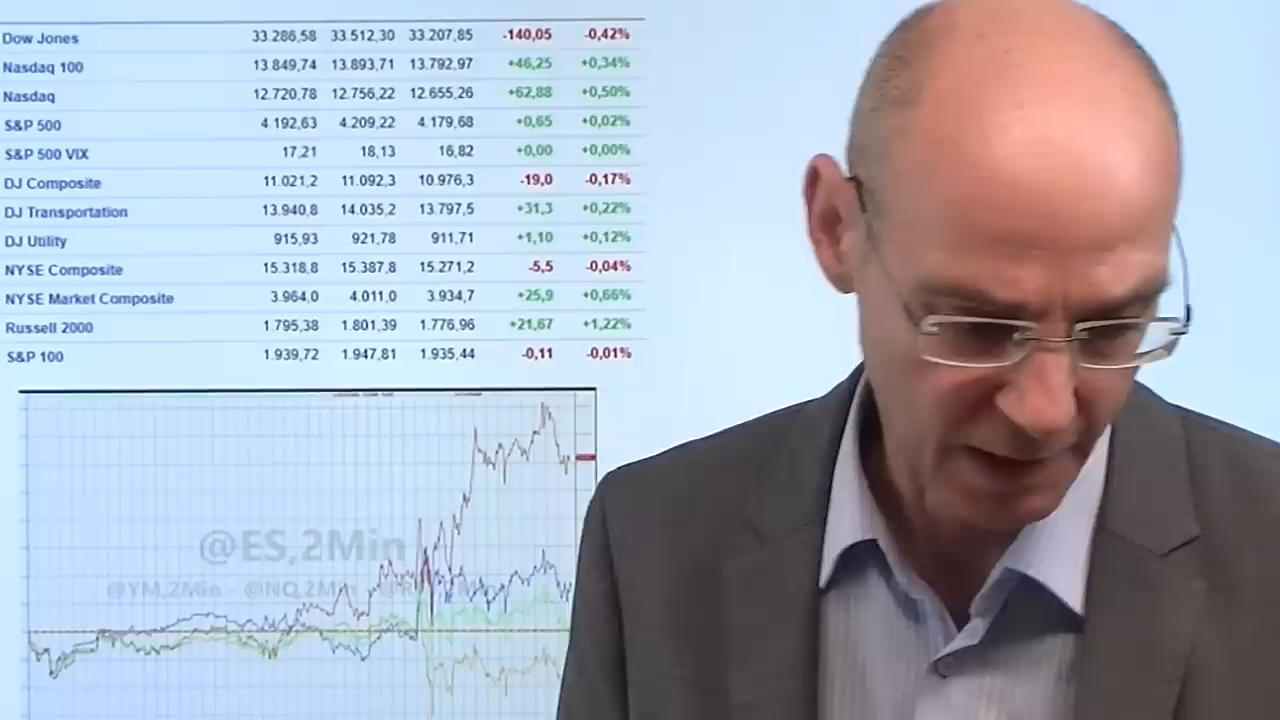 Dow Jones 33.286,58 33.512,30 33.207,85 -140,05 -0,42%
Nasdaq 100 13.849,74 13.893,71 13.792,97 +46,25 +0,34%
Nasdaq 12.720,78 12.756,22 12.655,26 +62,88 +0,50%
S&P 500 4.192,63 4.209,22 4.179,68 +0,65 +0,02%
S&P 500 VIX 17,21 18,13 16,82 +0,00 +0,00%
DJ Composite 11.021,2 11.092,3 10.976,3 -19,0 -0,17%
DJ Transportation 13.940,8 14.035,2 13.797,5 +31,3 +0,22%
DJ Utility 915,93 921,78 911,71 +1,10 +0,12%
NYSE Composite 15.318,8 15.387,8 15.271,2 -5,5 -0,04%
NYSE Market Composite 3.964,0 4.011,0 3.934,7 +25,9 +0,66%
Russell 2000 1.795,38 1.801,39 1.776,96 +21,67 +1,22%
S&P 100 1.939,72 1.947,81 1.935,44 -0,11 -0,01%
@ES,2Min
@YM,2Min - @NQ,2Min -